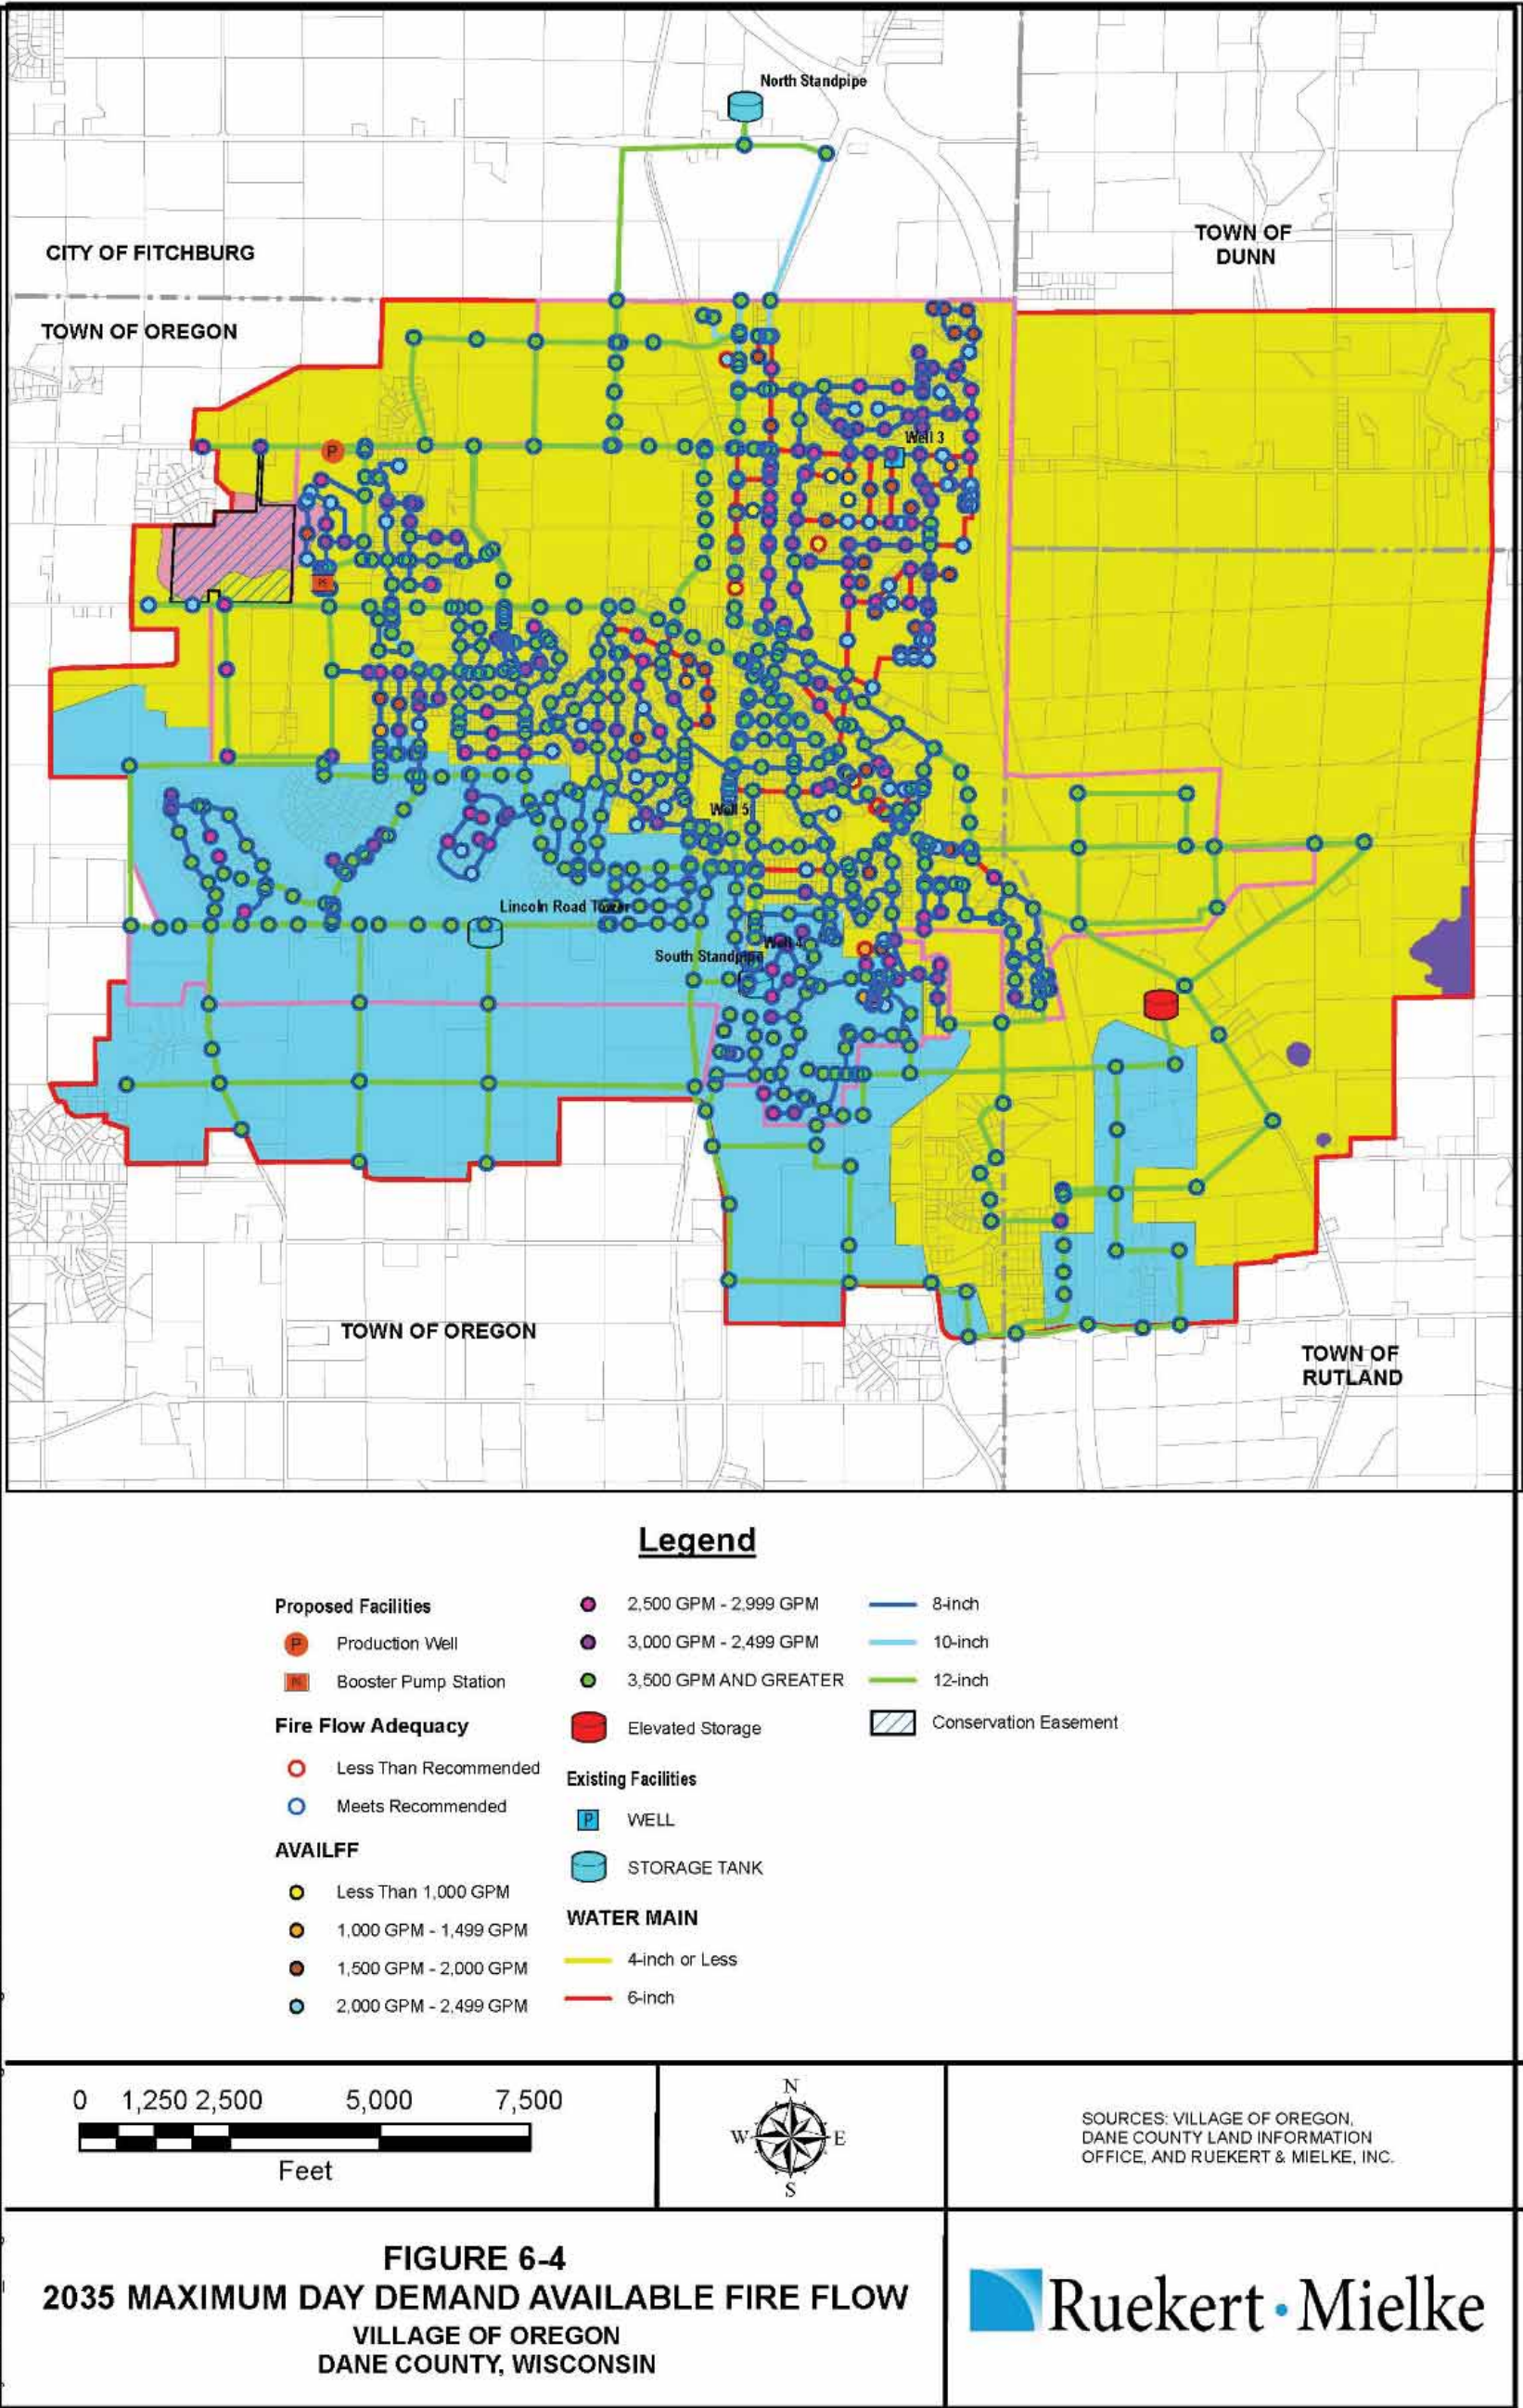 North Standpipe
CITY OF FITCHBURG
TOWN OF
DUNN
TOWN OF OREGON
P
Well 3
PS
Well 5
Lincoln Road Tower
Well 4
South Standpipe
TOWN OF OREGON
TOWN OF
RUTLAND
Legend
Proposed Facilities
P Production Well
Booster Pump Station
Fire Flow Adequacy
Less Than Recommended
Meets Recommended
AVAILFF
Less Than 1,000 GPM
1,000 GPM - 1,499 GPM
1,500 GPM - 2,000 GPM
2,000 GPM - 2,499 GPM
2,500 GPM - 2,999 GPM
3,000 GPM - 2,499 GPM
3,500 GPM AND GREATER
Elevated Storage
Existing Facilities
P WELL
STORAGE TANK
WATER MAIN
4-inch or Less
6-inch
8-inch
10-inch
12-inch
Conservation Easement
0 1,250 2,500 5,000 7,500
Feet
N
W E
S
SOURCES: VILLAGE OF OREGON,
DANE COUNTY LAND INFORMATION
OFFICE, AND RUEKERT & MIELKE, INC.
FIGURE 6-4
2035 MAXIMUM DAY DEMAND AVAILABLE FIRE FLOW
VILLAGE OF OREGON
DANE COUNTY, WISCONSIN
Ruekert · Mielke